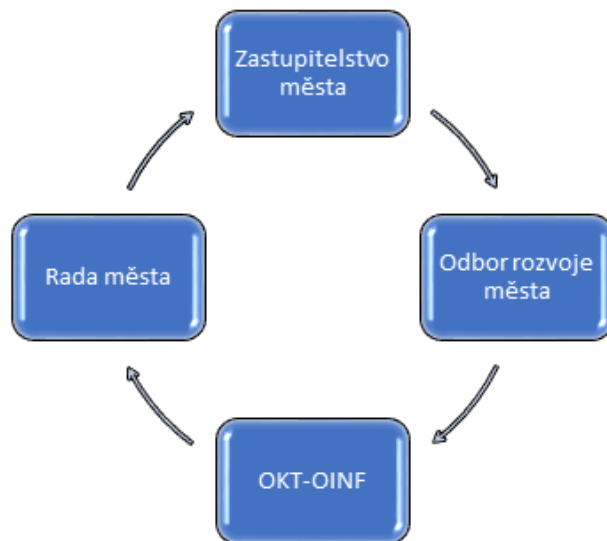 Zastupitelstvo
města
Rada města
Odbor rozvoje
města
OKT-OINF